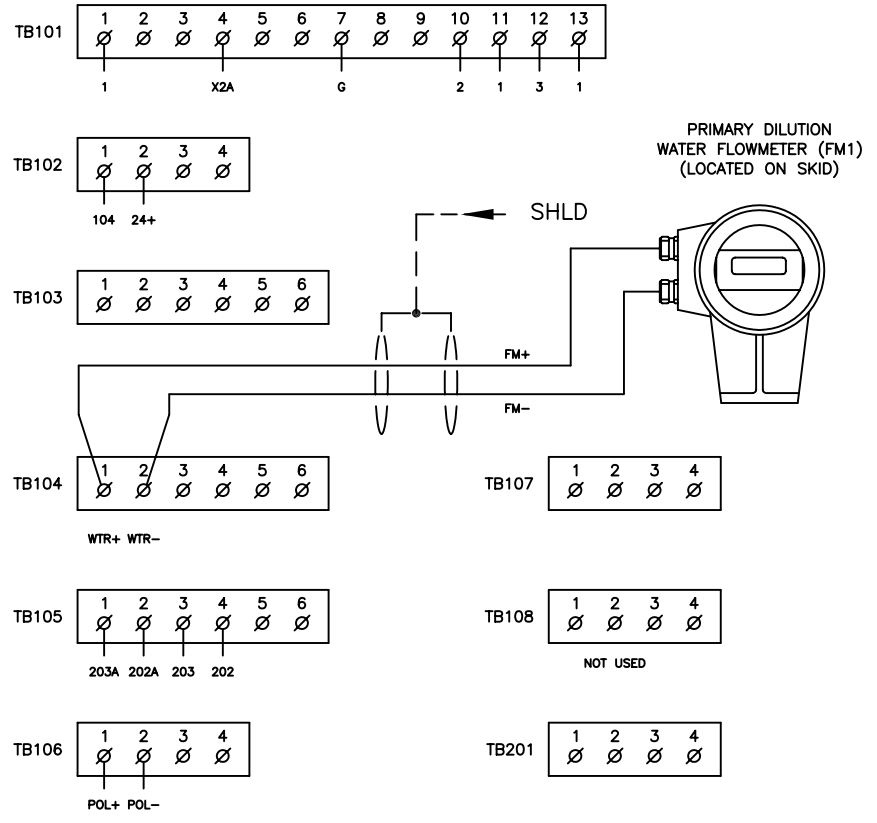 TB101 1 2 3 4 5 6 7 8 9 10 11 12 13
1 X2A G 2 1 3 1
PRIMARY DILUTION
WATER FLOWMETER (FM1)
(LOCATED ON SKID)
TB102 1 2 3 4
104 24+
SHLD
TB103 1 2 3 4 5 6
FM+
FM-
TB104 1 2 3 4 5 6
WTR+ WTR-
TB107 1 2 3 4
TB105 1 2 3 4 5 6
203A 202A 203 202
TB108 1 2 3 4
NOT USED
TB106 1 2 3 4
POL+ POL-
TB201 1 2 3 4